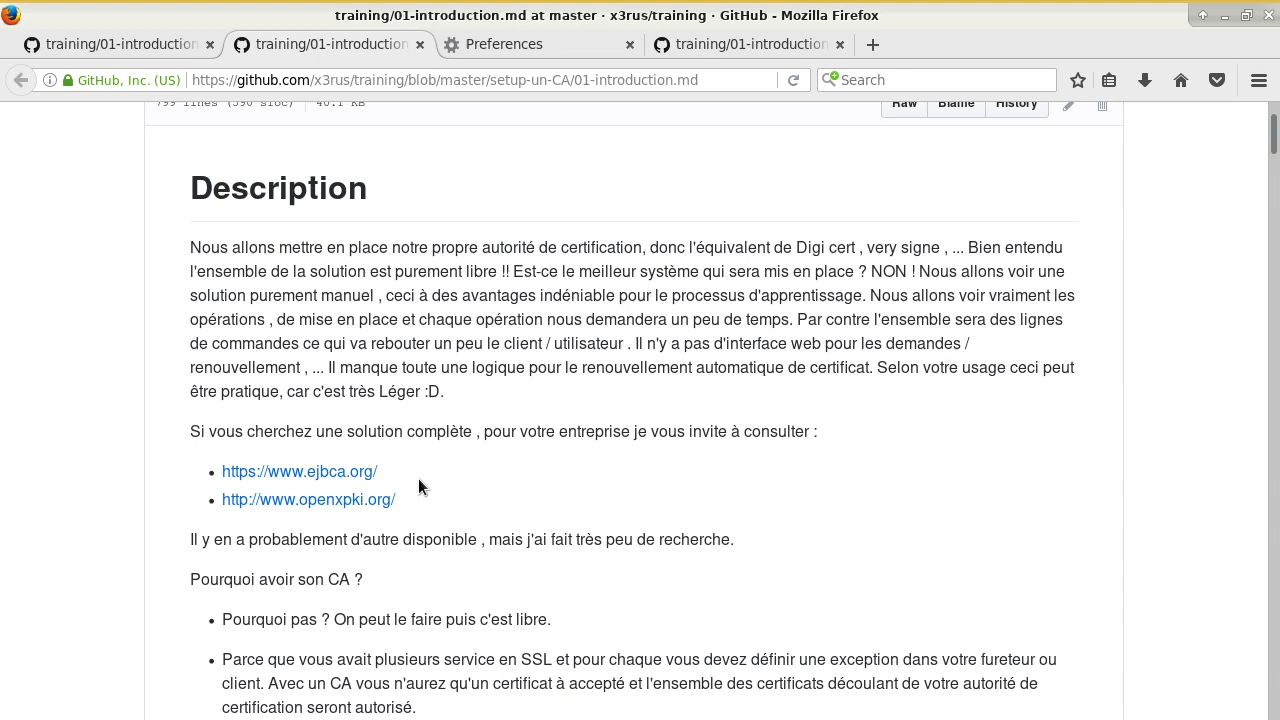 training/01-introduction.md at master · x3rus/training · GitHub - Mozilla Firefox
training/01-introduction
training/01-introduction
Preferences
training/01-introduction
GitHub, Inc. (US)
https://github.com/x3rus/training/blob/master/setup-un-CA/01-introduction.md
Search
799 lines (590 sloc) 40.1 KB
Raw Blame History
Description
Nous allons mettre en place notre propre autorité de certification, donc l'équivalent de Digi cert , very signe , ... Bien entendu
l'ensemble de la solution est purement libre !! Est-ce le meilleur système qui sera mis en place ? NON ! Nous allons voir une
solution purement manuel , ceci à des avantages indéniable pour le processus d'apprentissage. Nous allons voir vraiment les
opérations , de mise en place et chaque opération nous demandera un peu de temps. Par contre l'ensemble sera des lignes
de commandes ce qui va rebouter un peu le client / utilisateur . Il n'y a pas d'interface web pour les demandes /
renouvellement , ... Il manque toute une logique pour le renouvellement automatique de certificat. Selon votre usage ceci peut
être pratique, car c'est très Léger :D.
Si vous cherchez une solution complète , pour votre entreprise je vous invite à consulter :
• https://www.ejbca.org/
• http://www.openxpki.org/
Il y en a probablement d'autre disponible , mais j'ai fait très peu de recherche.
Pourquoi avoir son CA ?
• Pourquoi pas ? On peut le faire puis c'est libre.
• Parce que vous avait plusieurs service en SSL et pour chaque vous devez définir une exception dans votre fureteur ou
client. Avec un CA vous n'aurez qu'un certificat à accepté et l'ensemble des certificats découlant de votre autorité de
certification seront autorisé.